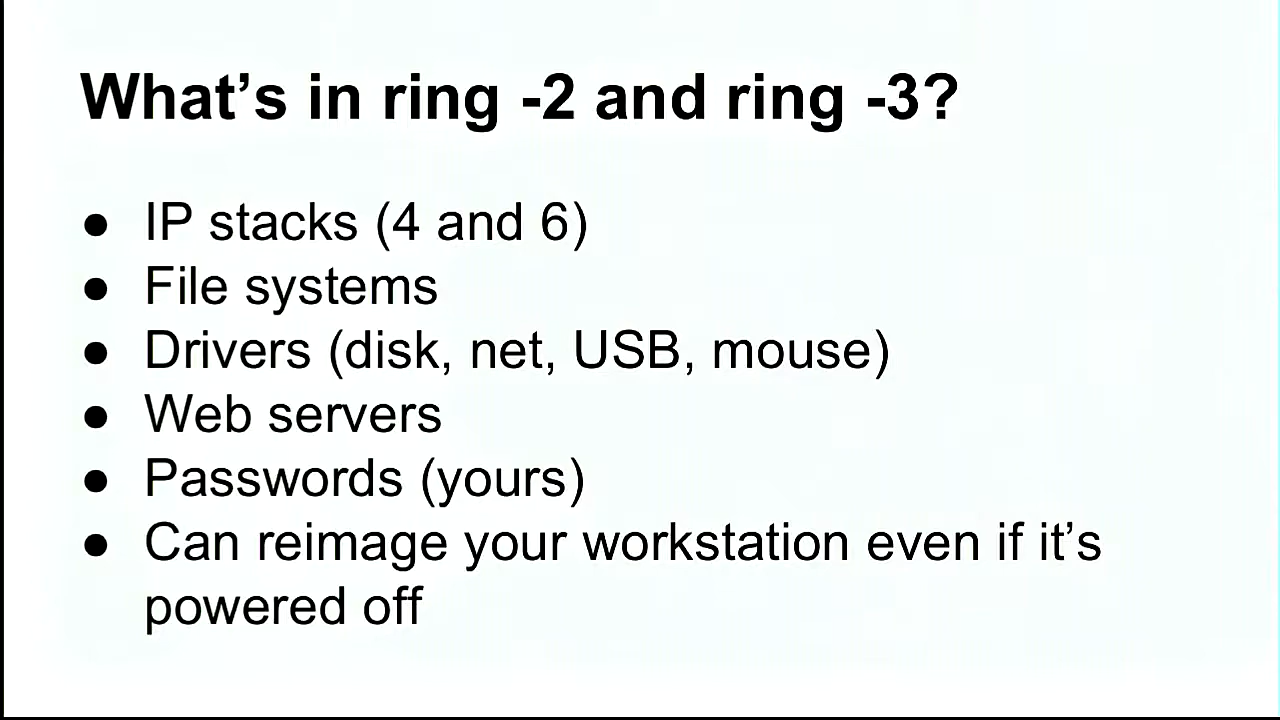 What’s in ring -2 and ring -3?
● IP stacks (4 and 6)
● File systems
● Drivers (disk, net, USB, mouse)
● Web servers
● Passwords (yours)
● Can reimage your workstation even if it’s
powered off